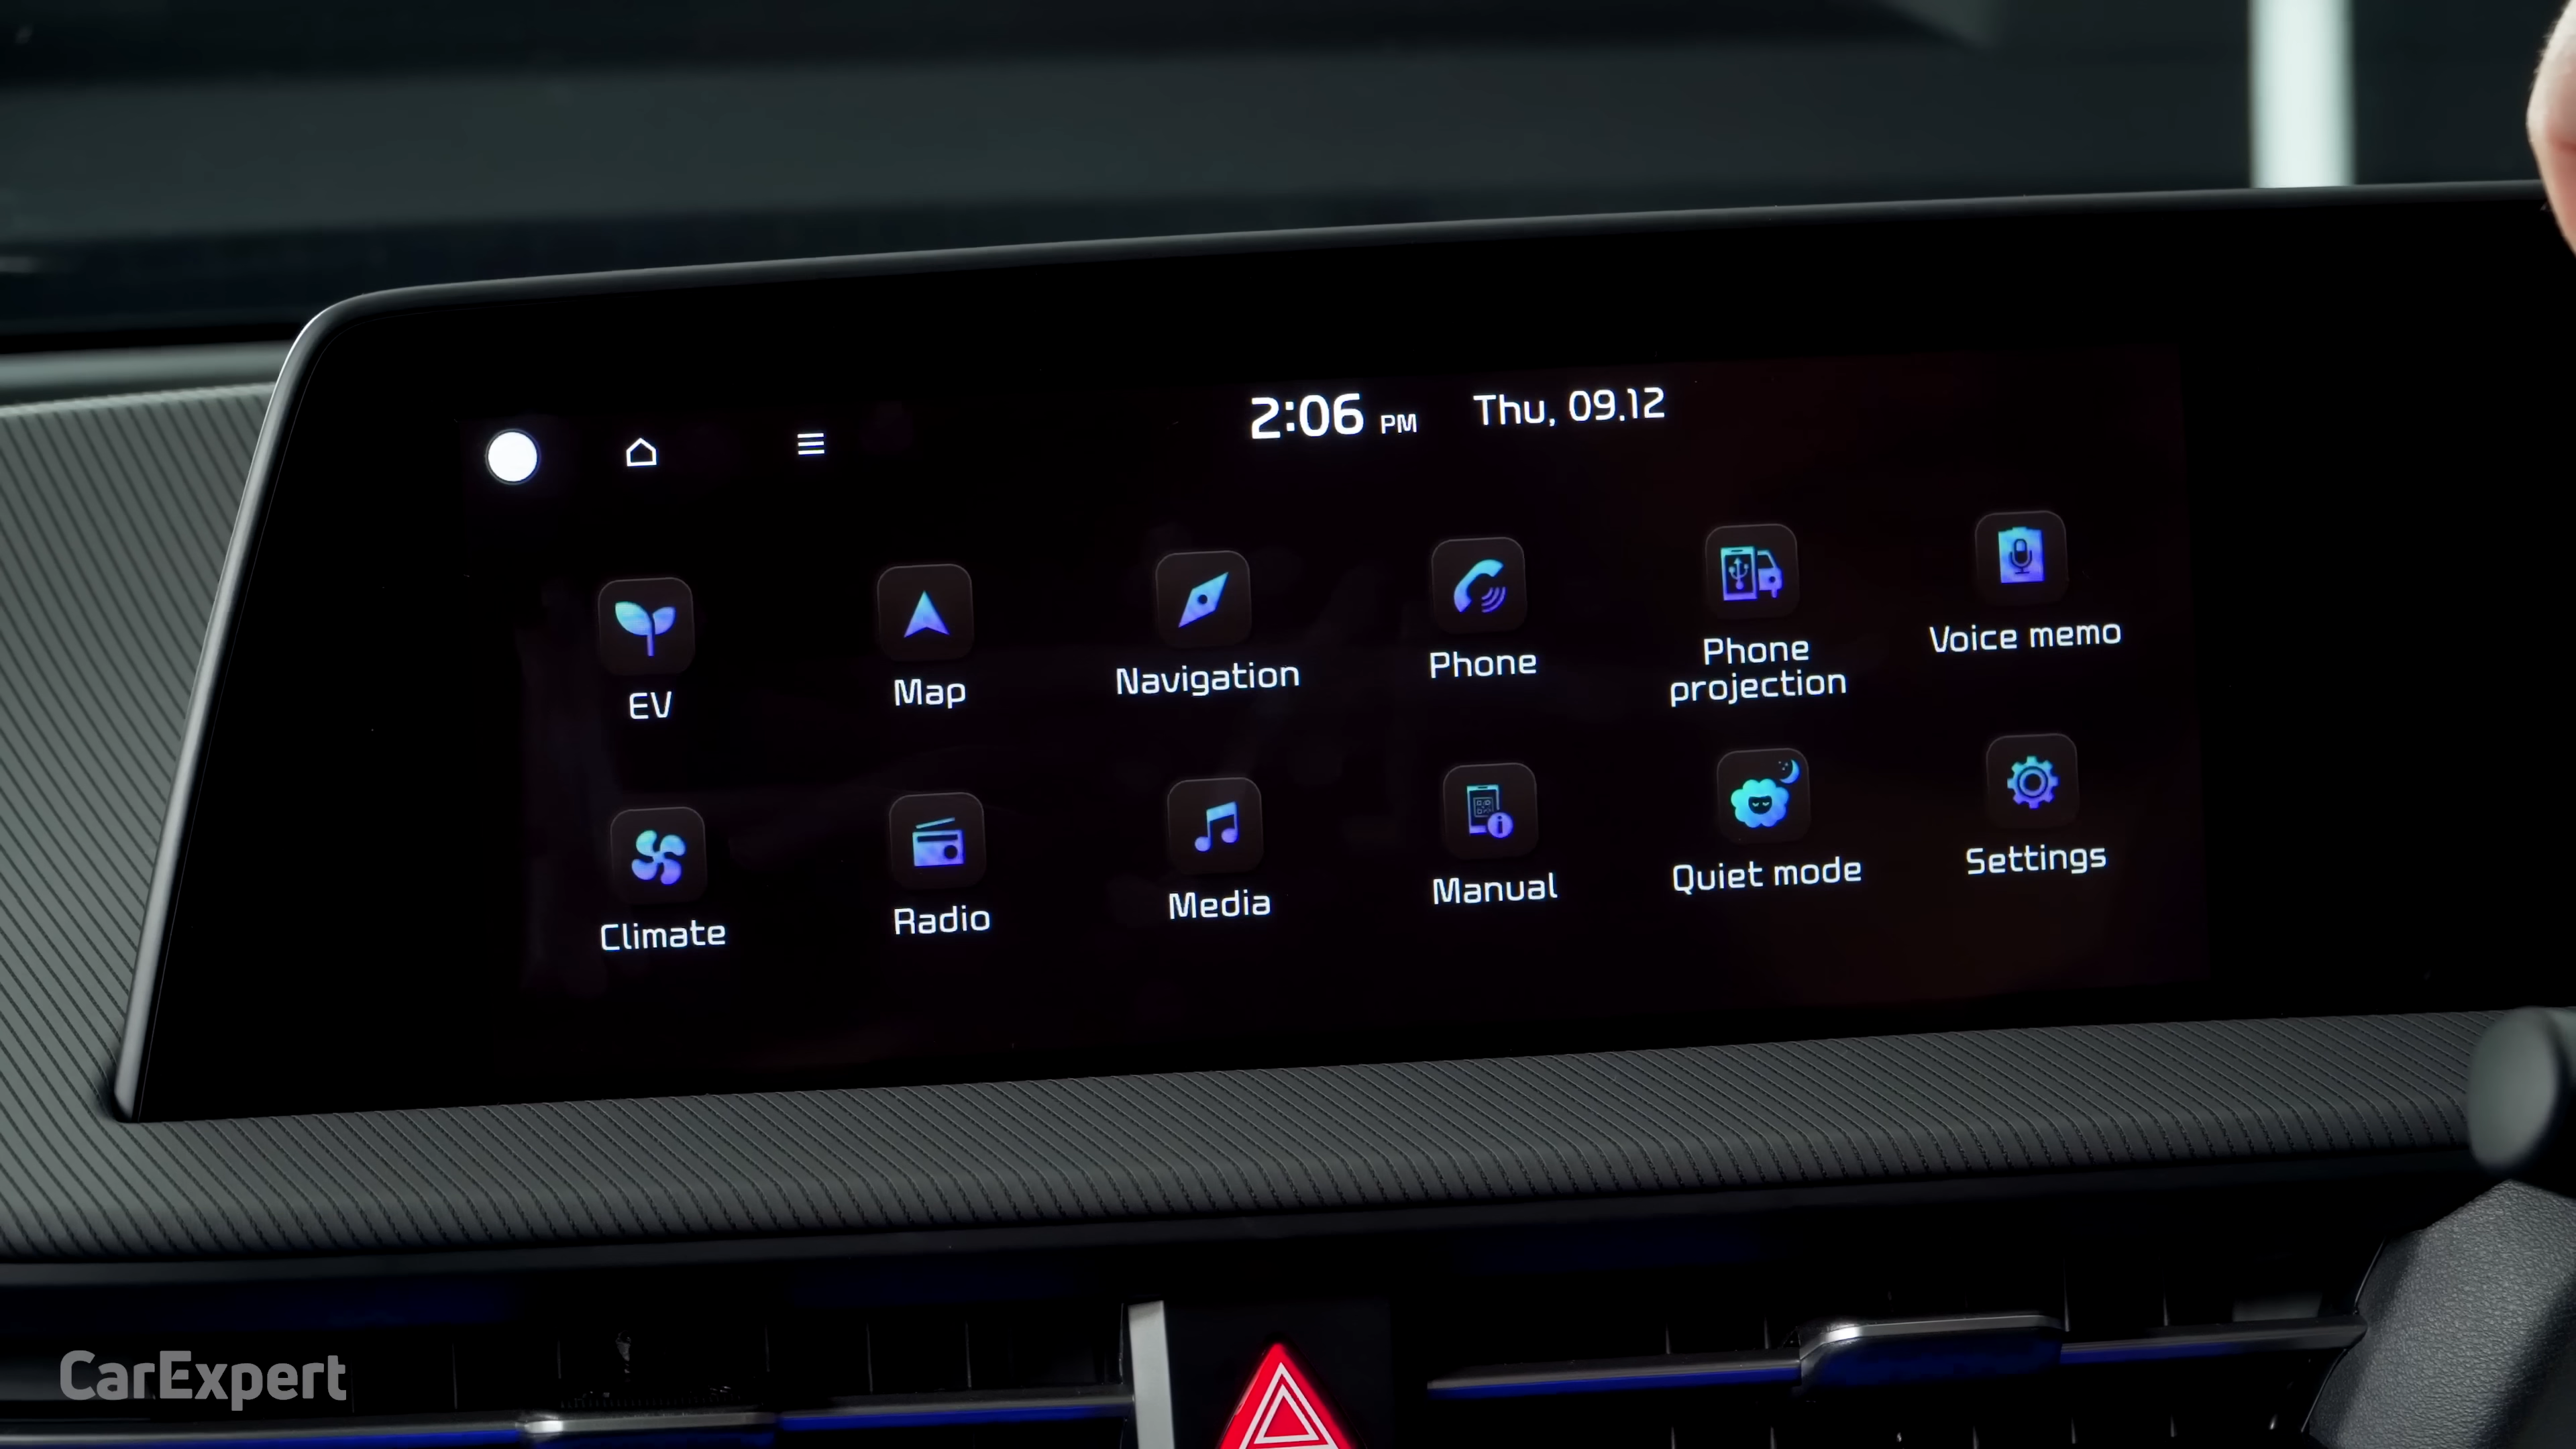 2:06 PM Thu, 09.12
EV
Map
Navigation
Phone
Phone
projection
Voice memo
Climate
Radio
Media
Manual
Quiet mode
Settings
CarExpert